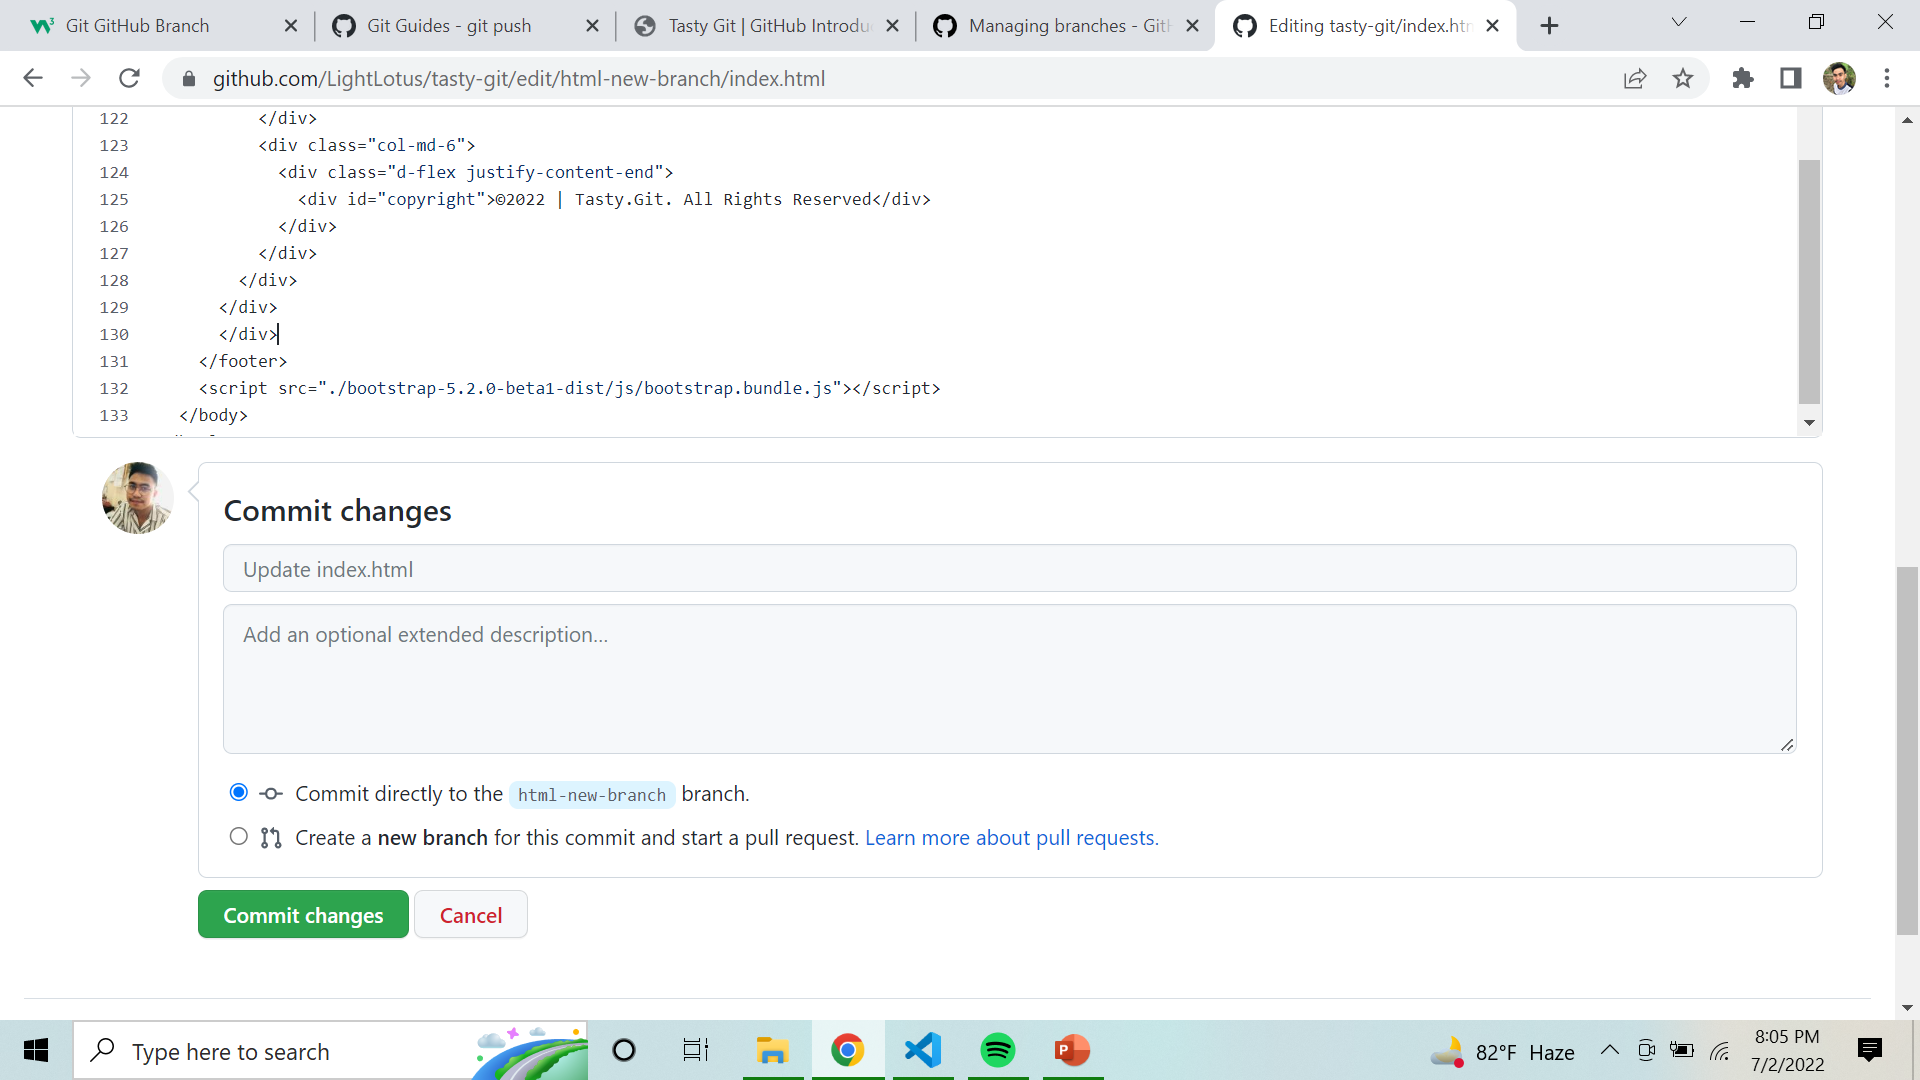 Git GitHub Branch
Git Guides - git push
Tasty Git | GitHub Introdu
Managing branches - GitH
Editing tasty-git/index.htm
github.com/LightLotus/tasty-git/edit/html-new-branch/index.html
122 </div>
123 <div class="col-md-6">
124 <div class="d-flex justify-content-end">
125 <div id="copyright">©2022 | Tasty.Git. All Rights Reserved</div>
126 </div>
127 </div>
128 </div>
129 </div>
130 </div>
131 </footer>
132 <script src="./bootstrap-5.2.0-beta1-dist/js/bootstrap.bundle.js"></script>
133 </body>
Commit changes
Update index.html
Add an optional extended description...
Commit directly to the html-new-branch branch.
Create a new branch for this commit and start a pull request. Learn more about pull requests.
Commit changes Cancel
Type here to search
82°F Haze
8:05 PM
7/2/2022